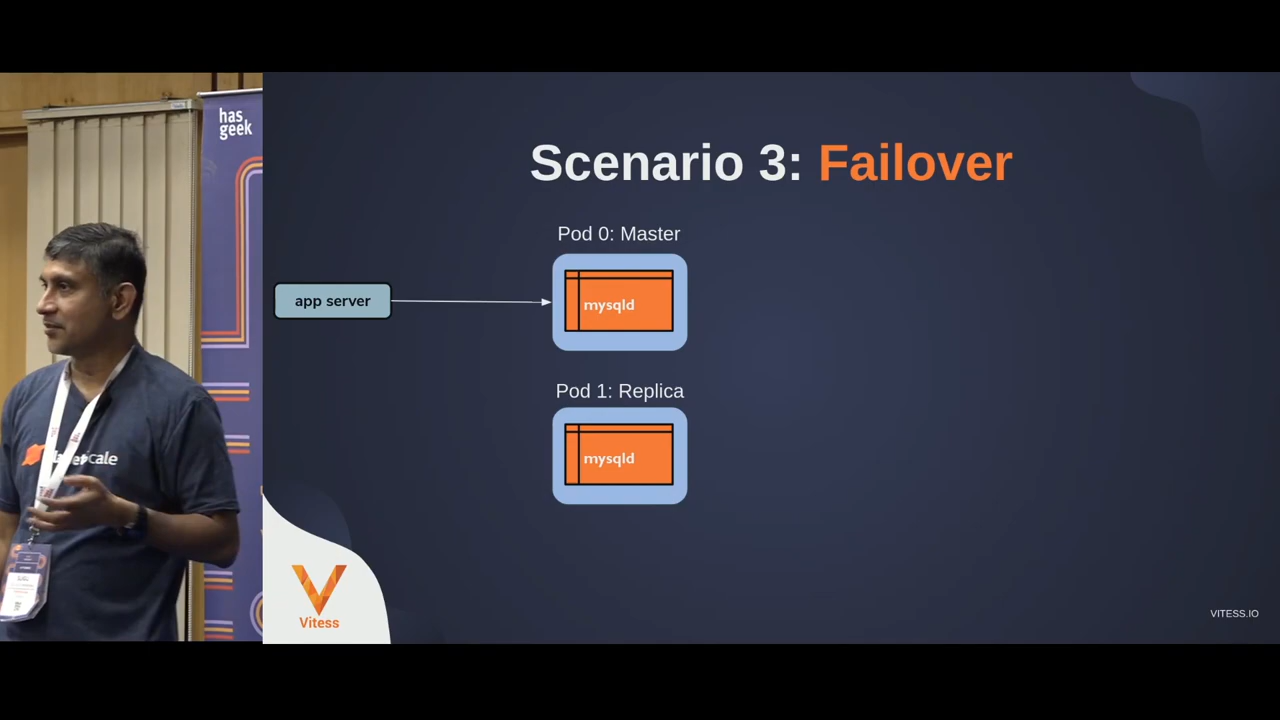 has
geek
Scenario 3: Failover
Pod 0: Master
app server
mysqld
Pod 1: Replica
mysqld
Vitess
VITESS.IO